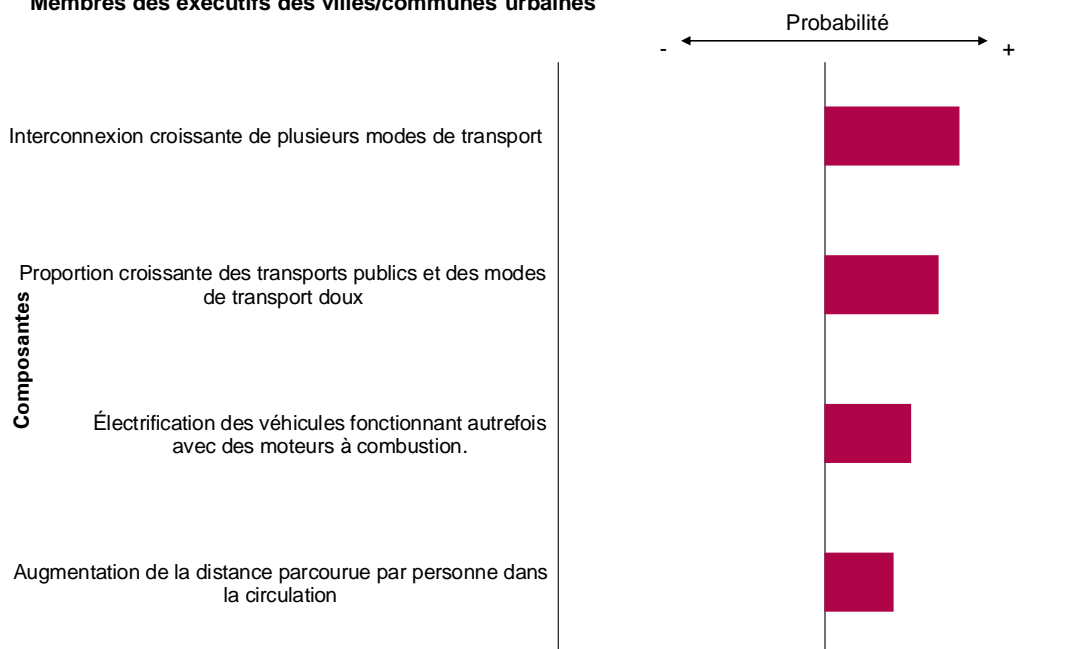 Membres des exécutifs des villes/communes urbaines
Probabilité
- +
Interconnexion croissante de plusieurs modes de transport
Proportion croissante des transports publics et des modes
de transport doux
Composantes
Électrification des véhicules fonctionnant autrefois
avec des moteurs à combustion.
Augmentation de la distance parcourue par personne dans
la circulation